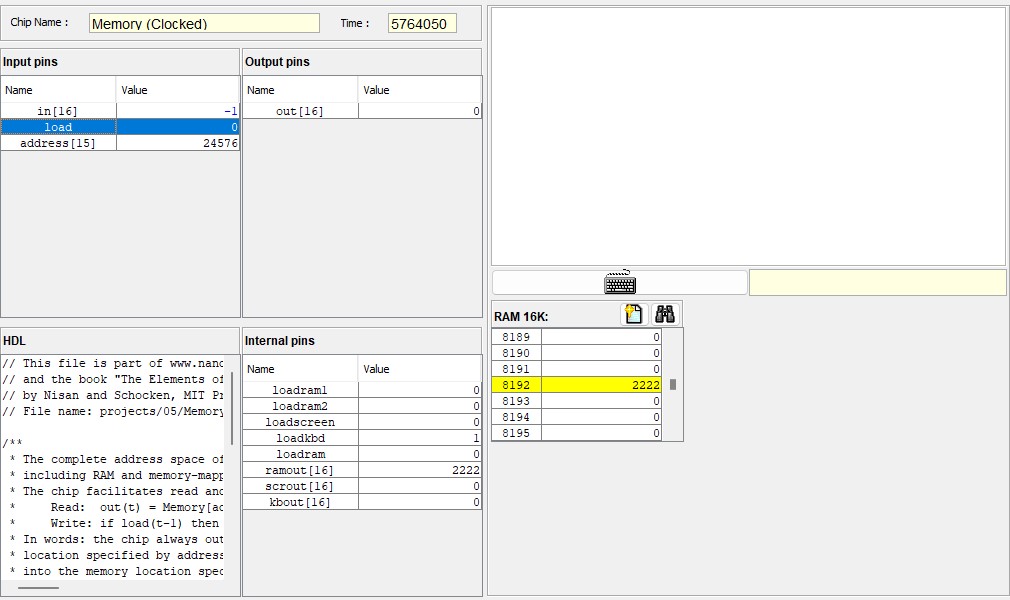 Chip Name : Memory (Clocked) Time : 5764050
Input pins
Name Value
in[16] -1
load 0
address[15] 24576
Output pins
Name Value
out[16] 0
HDL
// This file is part of www.nand
// and the book "The Elements of
// by Nisan and Schocken, MIT Pr
// File name: projects/05/Memory
/**
* The complete address space of
* including RAM and memory-mapp
* The chip facilitates read and
* Read: out(t) = Memory[ad
* Write: if load(t-1) then
* In words: the chip always out
* location specified by address
* into the memory location spec
Internal pins
Name Value
loadram1 0
loadram2 0
loadscreen 0
loadkbd 1
loadram 0
ramout[16] 2222
scrout[16] 0
kbout[16] 0
RAM 16K:
8189 0
8190 0
8191 0
8192 2222
8193 0
8194 0
8195 0